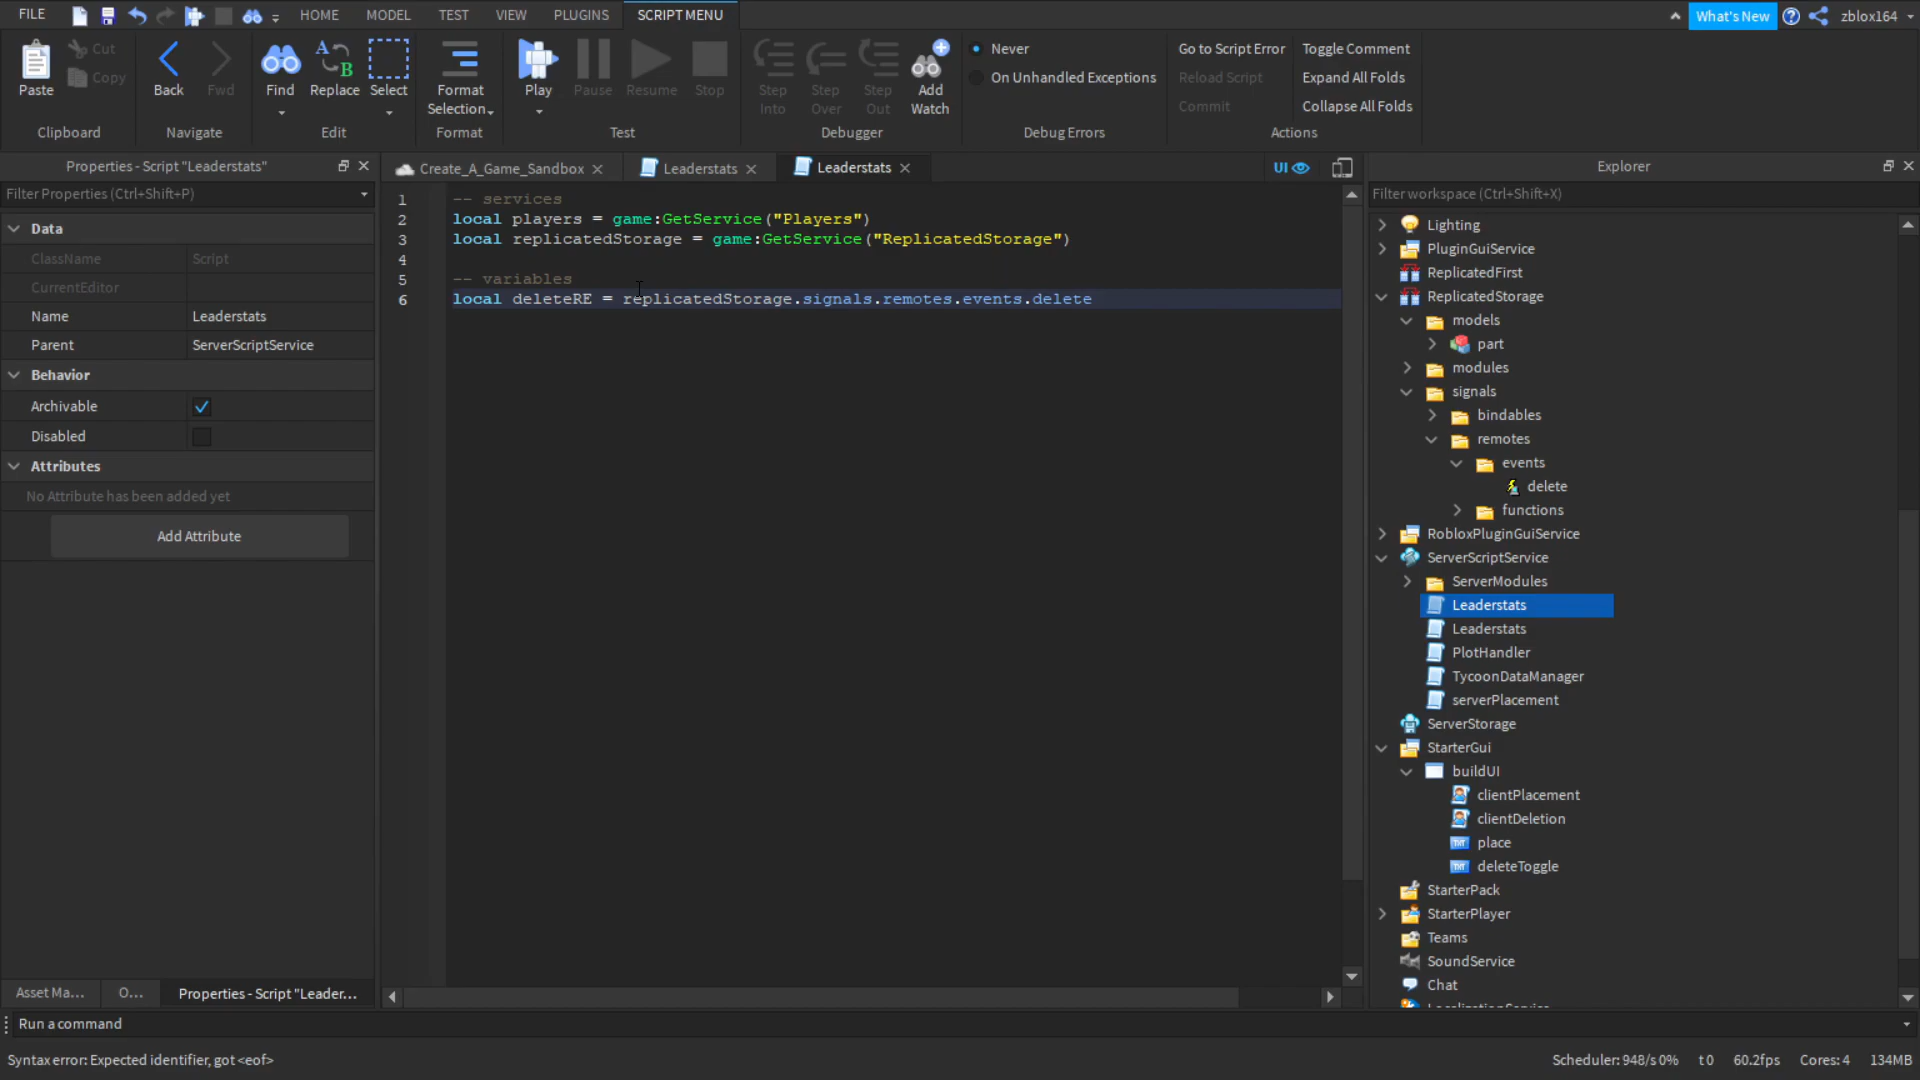 FILE HOME MODEL TEST VIEW PLUGINS SCRIPT MENU What's New zblox164
Paste Cut Copy Back Fwd Find Replace Select Format Selection Play Pause Resume Stop Step Into Step Over Step Out Add Watch Never On Unhandled Exceptions Go to Script Error Reload Script Commit Toggle Comment Expand All Folds Collapse All Folds
Clipboard Navigate Edit Format Test Debugger Debug Errors Actions
Properties - Script "Leaderstats"
Filter Properties (Ctrl+Shift+P)
Data
ClassName Script
CurrentEditor
Name Leaderstats
Parent ServerScriptService
Behavior
Archivable
Disabled
Attributes
No Attribute has been added yet
Add Attribute
Asset Ma... O... Properties - Script "Leader...
Create_A_Game_Sandbox Leaderstats Leaderstats UI
1 -- services
2 local players = game:GetService("Players")
3 local replicatedStorage = game:GetService("ReplicatedStorage")
4
5 -- variables
6 local deleteRE = replicatedStorage.signals.remotes.events.delete
Explorer
Filter workspace (Ctrl+Shift+X)
Lighting
PluginGuiService
ReplicatedFirst
ReplicatedStorage
models
part
modules
signals
bindables
remotes
events
delete
functions
RobloxPluginGuiService
ServerScriptService
ServerModules
Leaderstats
Leaderstats
PlotHandler
TycoonDataManager
serverPlacement
ServerStorage
StarterGui
buildUI
clientPlacement
clientDeletion
place
deleteToggle
StarterPack
StarterPlayer
Teams
SoundService
Chat
Run a command
Syntax error: Expected identifier, got <eof> Scheduler: 948/s 0% t 0 60.2fps Cores: 4 134MB